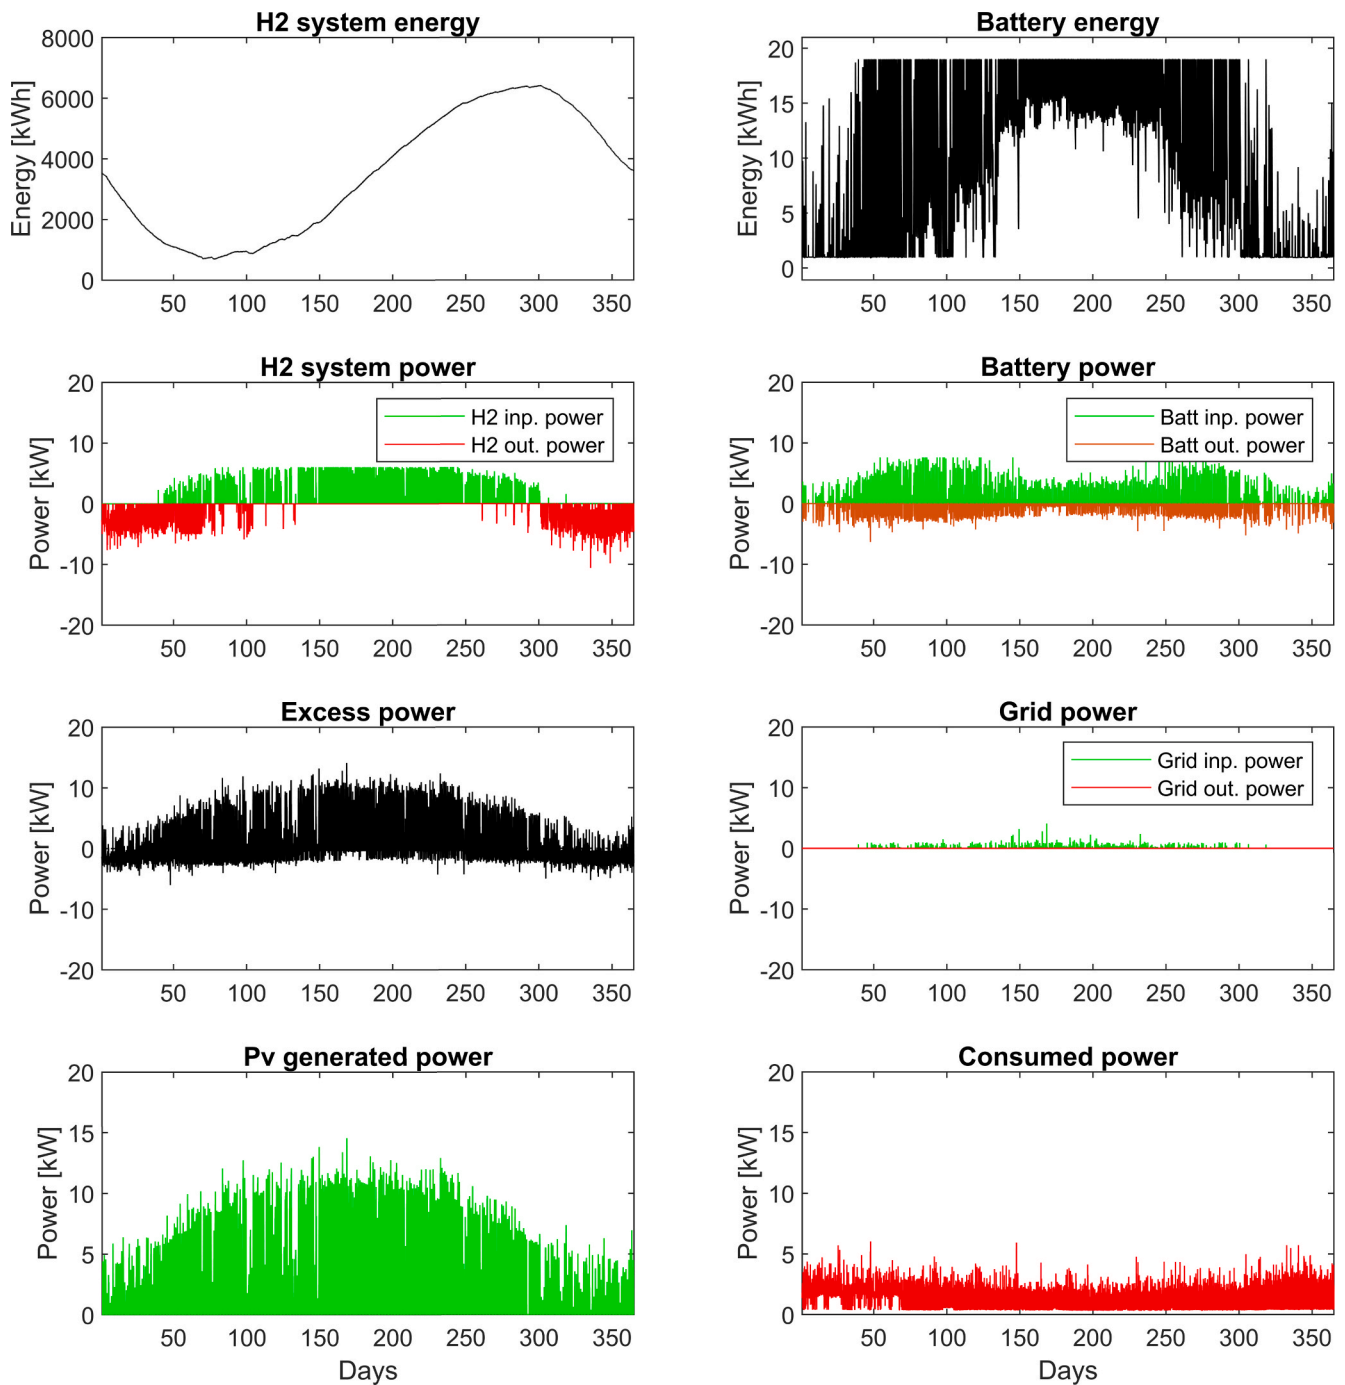 H2 system energy
Energy [kWh]
8000
6000
4000
2000
0
50 100 150 200 250 300 350
Battery energy
Energy [kWh]
20
15
10
5
0
50 100 150 200 250 300 350
H2 system power
Power [kW]
20
10
0
-10
-20
H2 inp. power
H2 out. power
50 100 150 200 250 300 350
Battery power
Power [kW]
20
10
0
-10
-20
Batt inp. power
Batt out. power
50 100 150 200 250 300 350
Excess power
Power [kW]
20
10
0
-10
-20
50 100 150 200 250 300 350
Grid power
Power [kW]
20
10
0
-10
-20
Grid inp. power
Grid out. power
50 100 150 200 250 300 350
Pv generated power
Power [kW]
20
15
10
5
0
50 100 150 200 250 300 350
Days
Consumed power
Power [kW]
20
15
10
5
0
50 100 150 200 250 300 350
Days